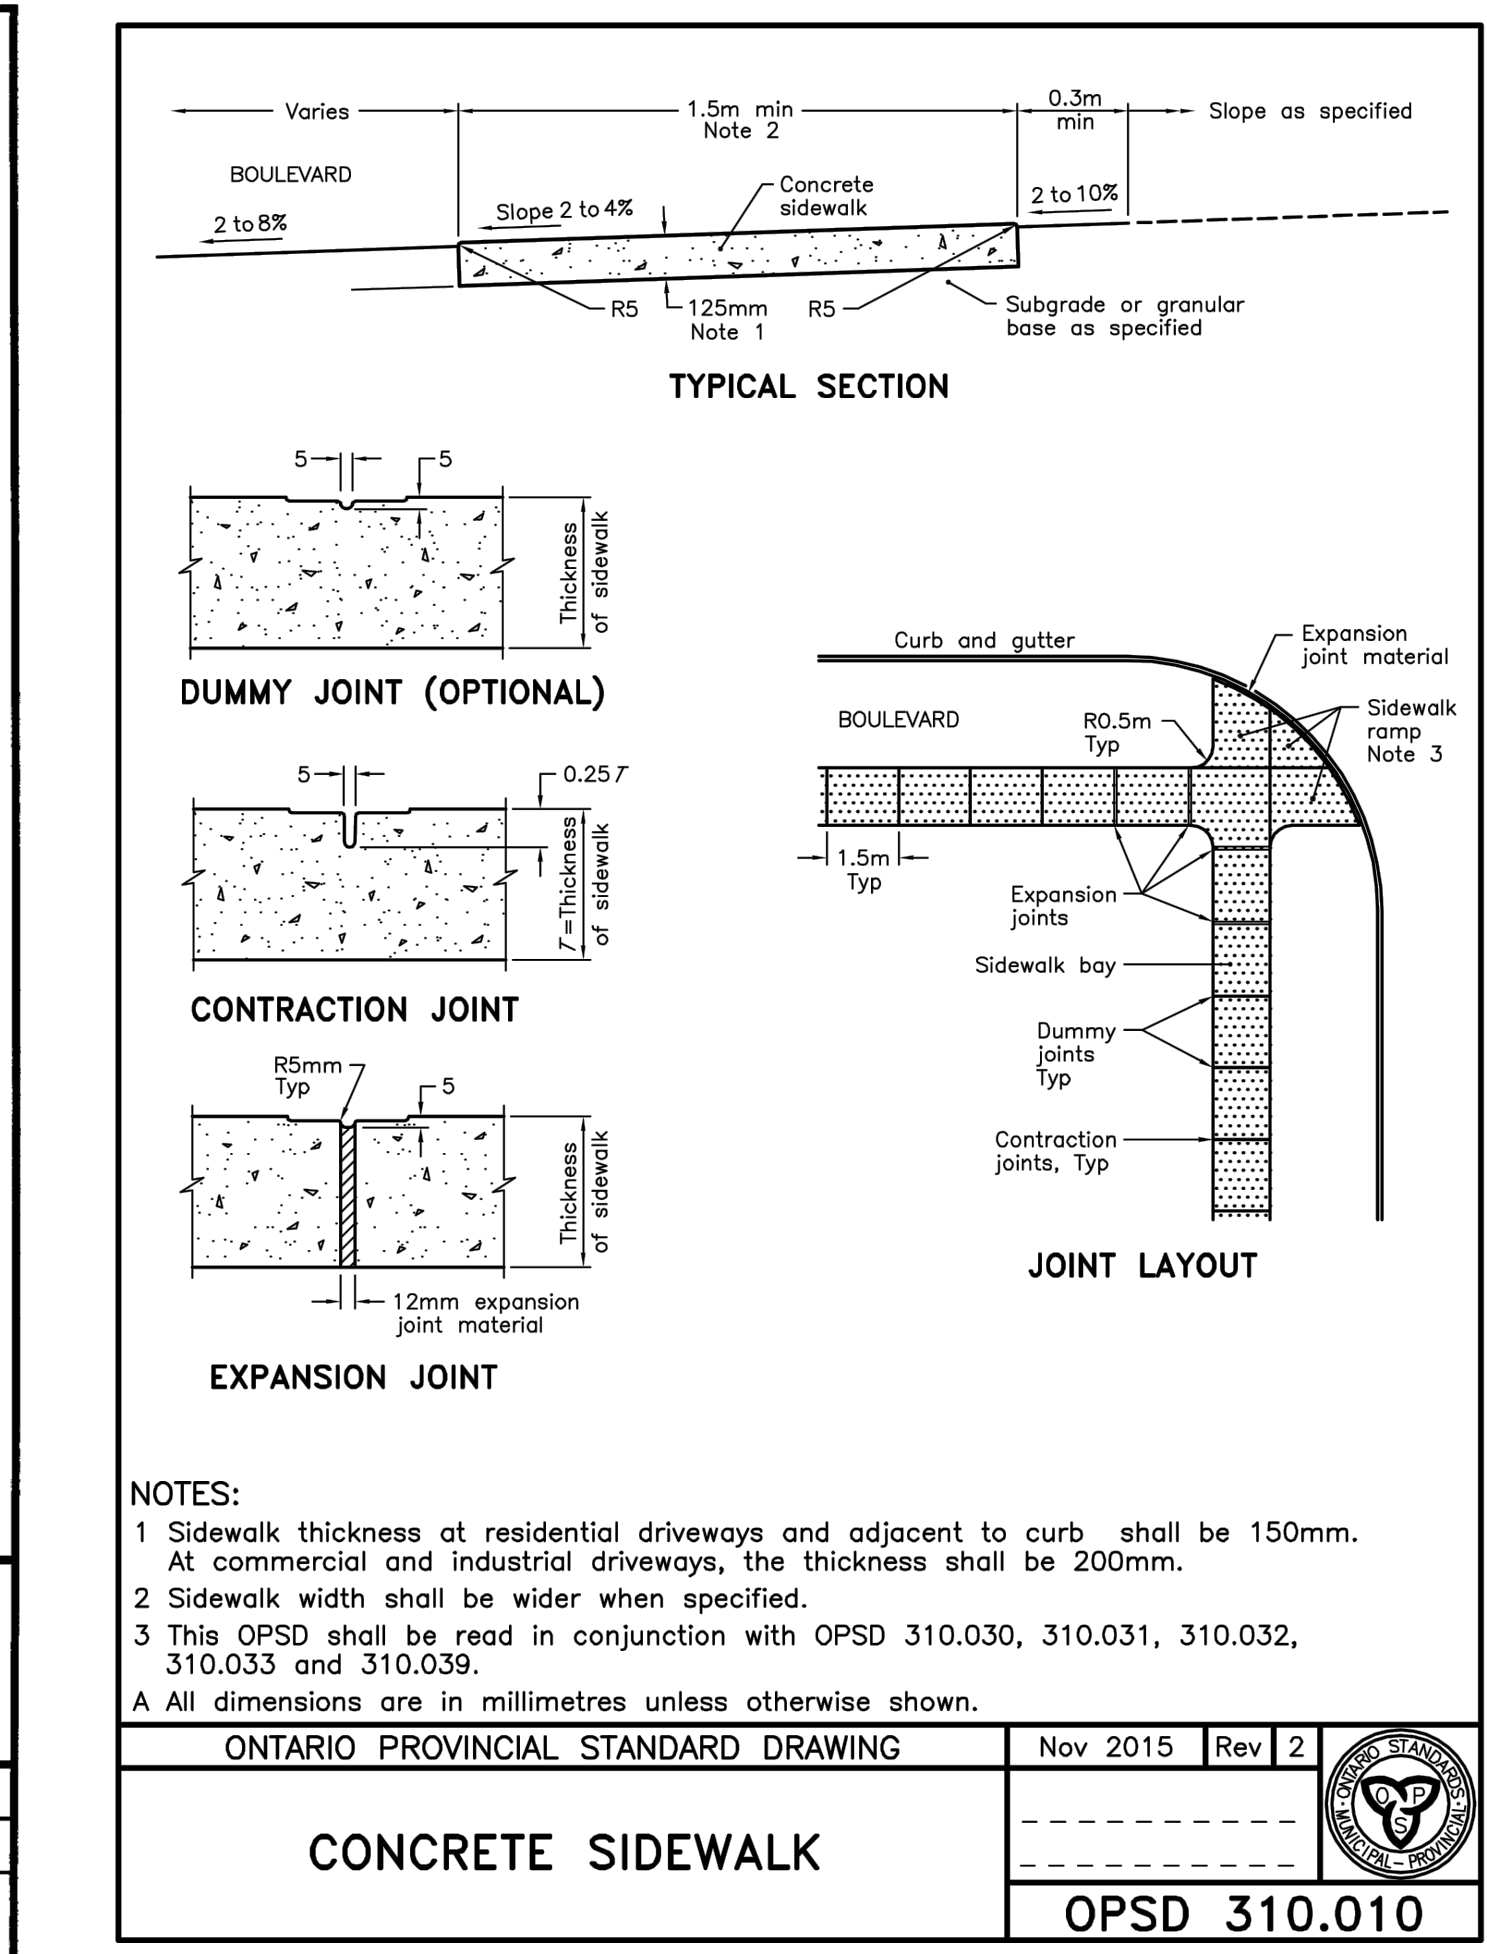 Varies
1.5m min
Note 2
0.3m
min
Slope as specified
BOULEVARD
2 to 8%
Slope 2 to 4%
Concrete
sidewalk
2 to 10%
R5
125mm
Note 1
R5
Subgrade or granular
base as specified
TYPICAL SECTION
5
5
Thickness
of sidewalk
DUMMY JOINT (OPTIONAL)
5
0.25T
T=Thickness
of sidewalk
CONTRACTION JOINT
R5mm
Typ
5
Thickness
of sidewalk
12mm expansion
joint material
EXPANSION JOINT
Curb and gutter
Expansion
joint material
BOULEVARD
R0.5m
Typ
Sidewalk
ramp
Note 3
1.5m
Typ
Expansion
joints
Sidewalk bay
Dummy
joints
Typ
Contraction
joints, Typ
JOINT LAYOUT
NOTES:
1 Sidewalk thickness at residential driveways and adjacent to curb shall be 150mm.
At commercial and industrial driveways, the thickness shall be 200mm.
2 Sidewalk width shall be wider when specified.
3 This OPSD shall be read in conjunction with OPSD 310.030, 310.031, 310.032,
310.033 and 310.039.
A All dimensions are in millimetres unless otherwise shown.
ONTARIO PROVINCIAL STANDARD DRAWING
Nov 2015
Rev
2
CONCRETE SIDEWALK
OPSD 310.010
ONTARIO STANDARDS
MUNICIPAL-PROVINCIAL
O P S